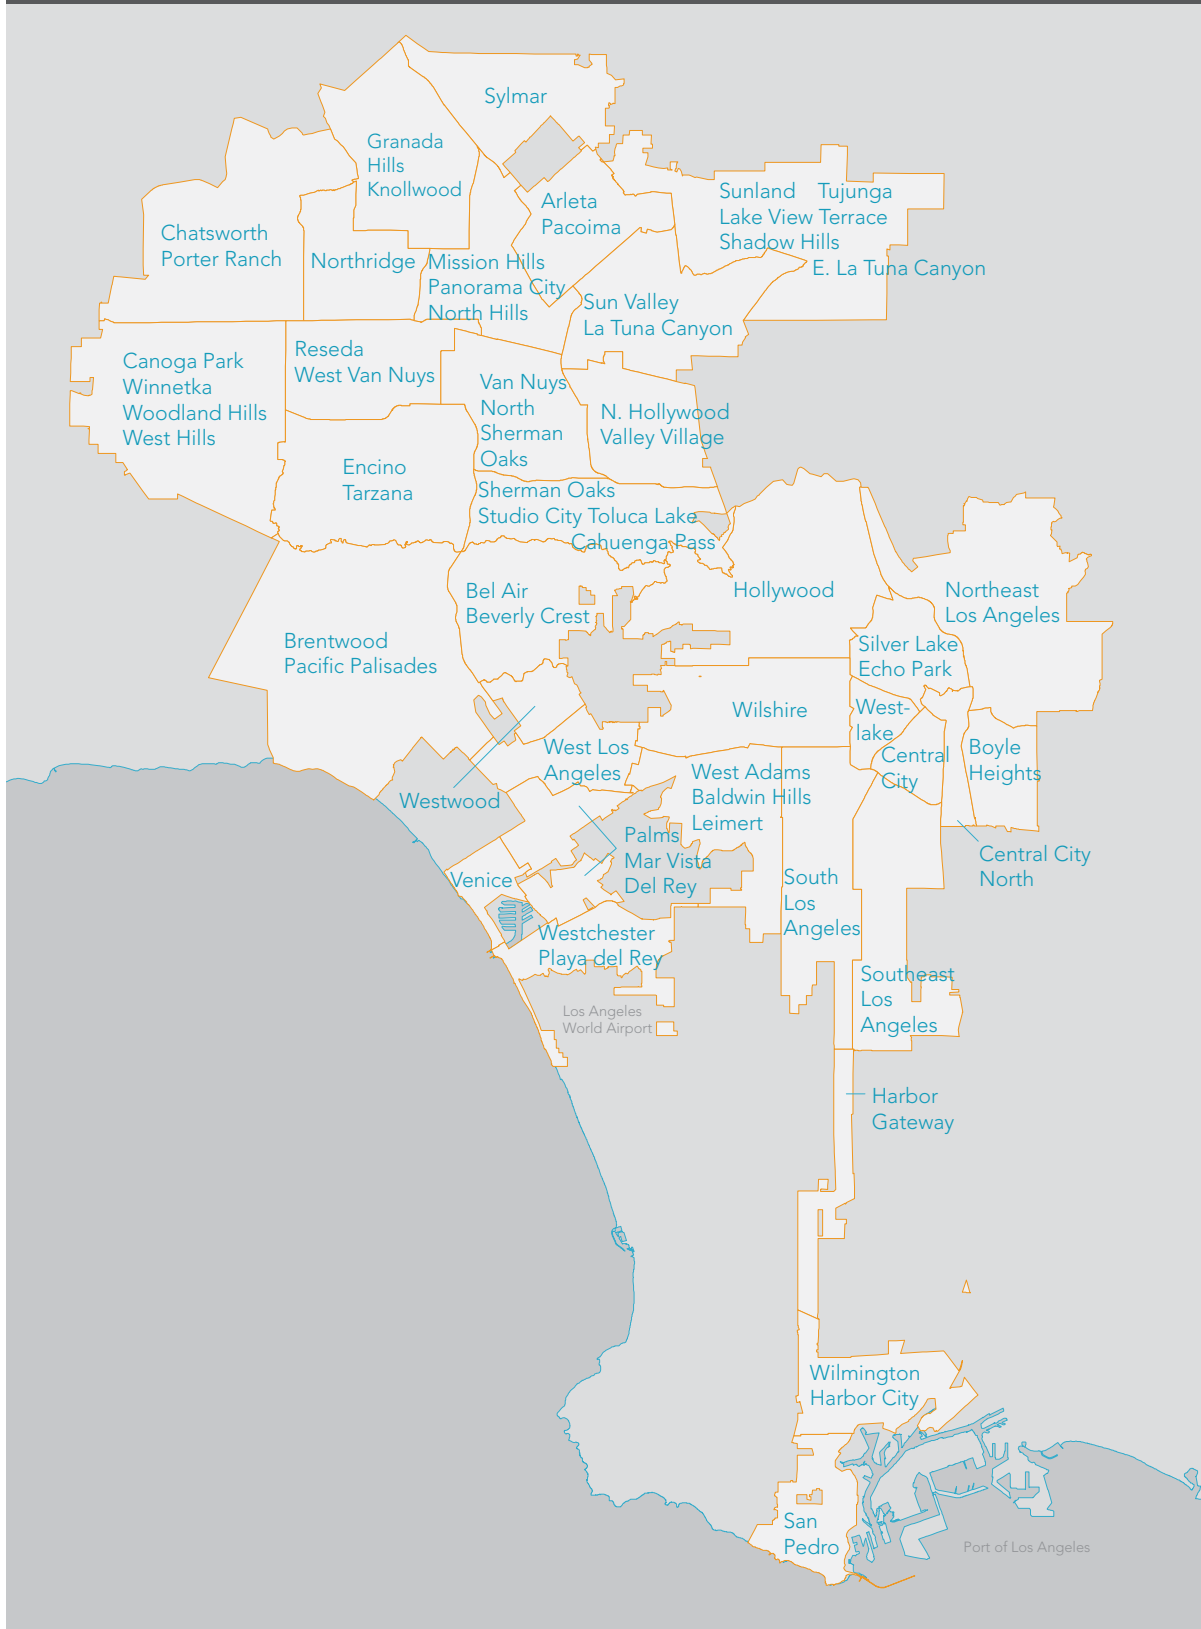 Sylmar
Granada
Hills
Knollwood
Arleta
Pacoima
Sunland Tujunga
Lake View Terrace
Shadow Hills
E. La Tuna Canyon
Chatsworth
Porter Ranch
Northridge
Mission Hills
Panorama City
North Hills
Sun Valley
La Tuna Canyon
Canoga Park
Winnetka
Woodland Hills
West Hills
Reseda
West Van Nuys
Van Nuys
North
Sherman
Oaks
N. Hollywood
Valley Village
Encino
Tarzana
Sherman Oaks
Studio City Toluca Lake
Cahuenga Pass
Bel Air
Beverly Crest
Hollywood
Northeast
Los Angeles
Brentwood
Pacific Palisades
Silver Lake
Echo Park
Wilshire
West-
lake
Central
City
Boyle
Heights
West Los
Angeles
Westwood
West Adams
Baldwin Hills
Leimert
Palms
Mar Vista
Del Rey
Central City
North
Venice
South
Los
Angeles
Westchester
Playa del Rey
Southeast
Los
Angeles
Los Angeles
World Airport
Harbor
Gateway
Wilmington
Harbor City
San
Pedro
Port of Los Angeles